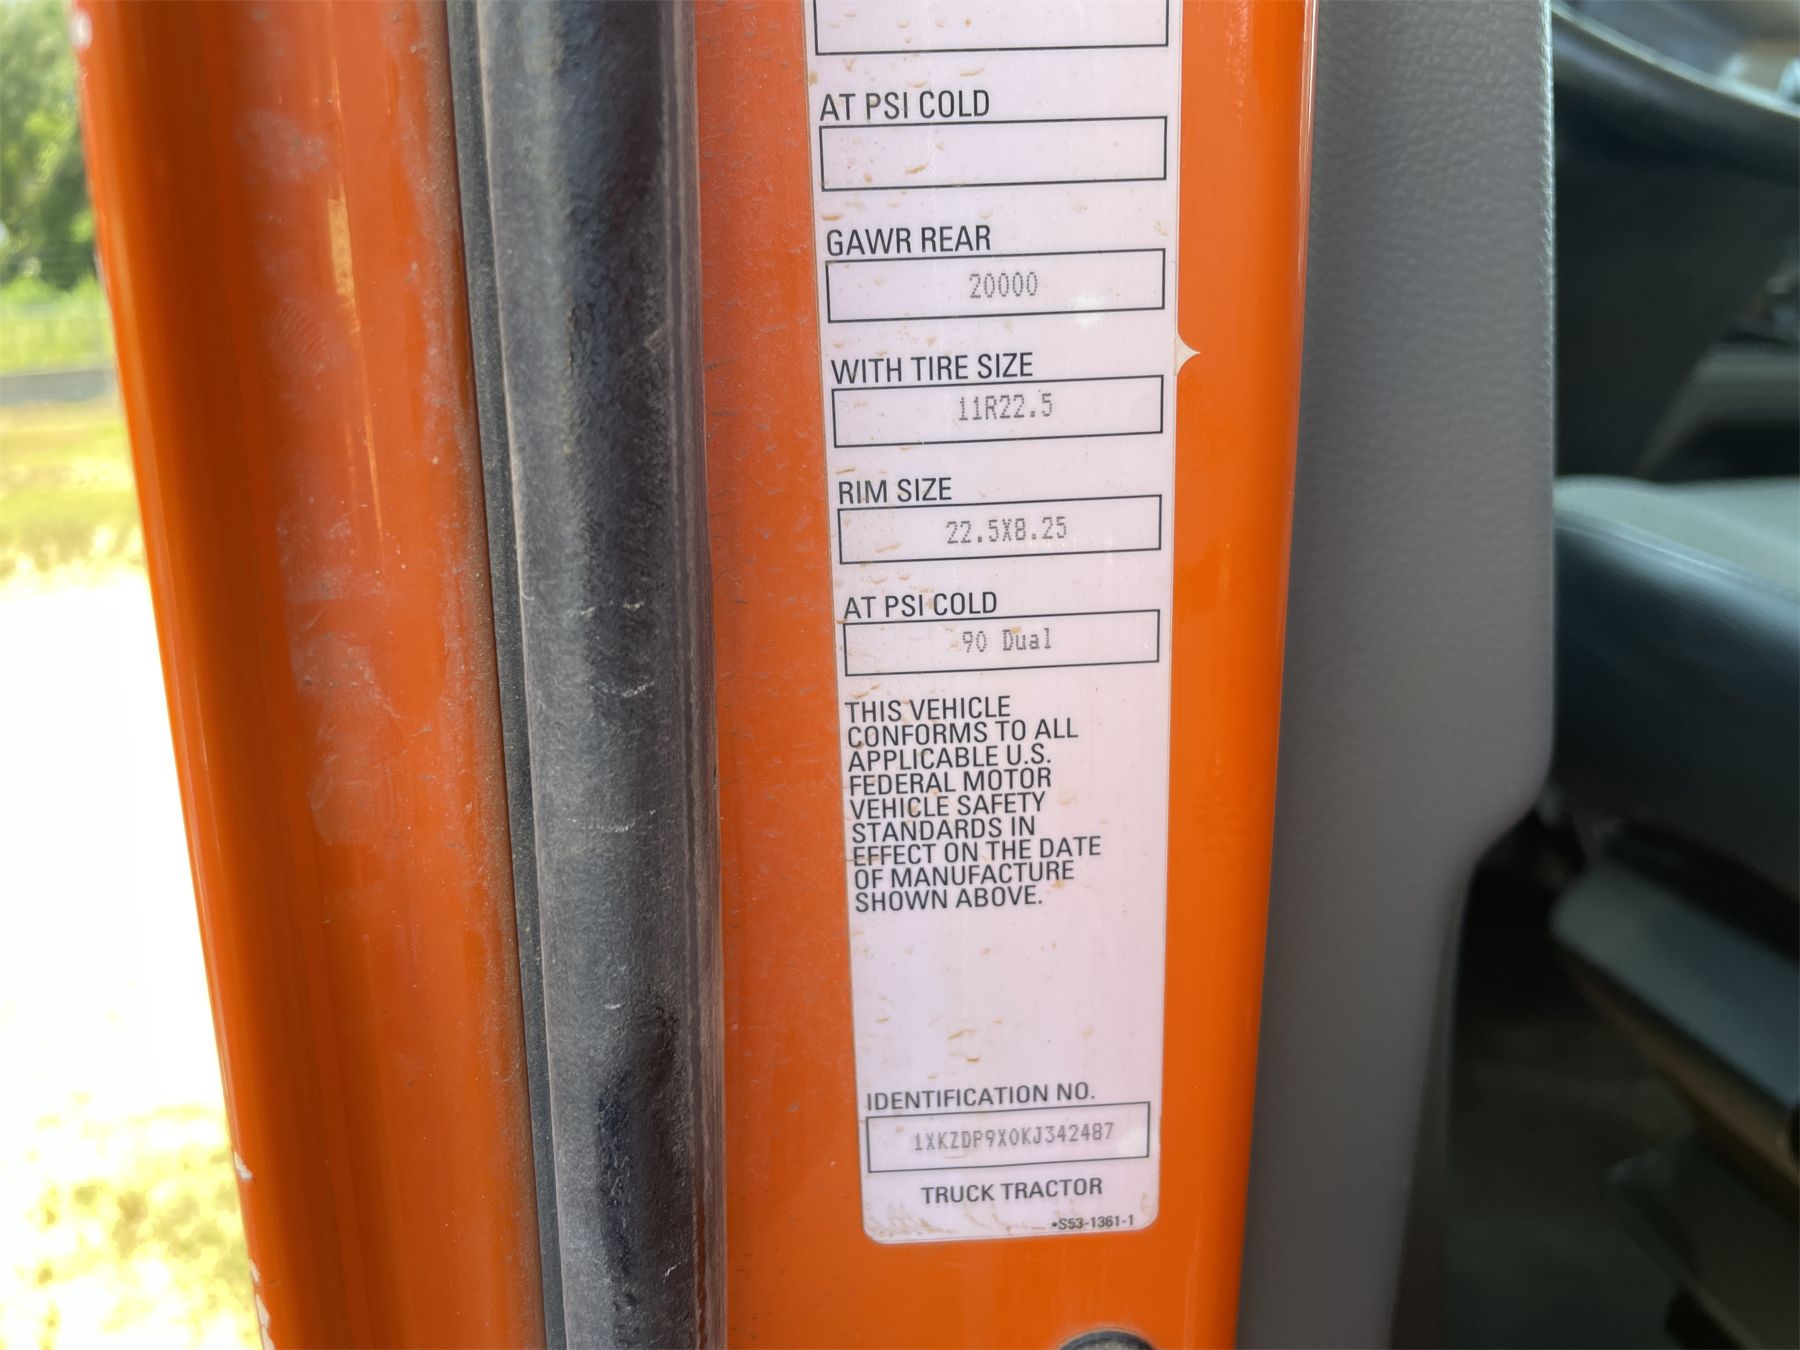 AT PSI COLD
GAWR REAR
20000
WITH TIRE SIZE
11R22.5
RIM SIZE
22.5X8.25
AT PSI COLD
90 Dual
THIS VEHICLE
CONFORMS TO ALL
APPLICABLE U.S.
FEDERAL MOTOR
VEHICLE SAFETY
STANDARDS IN
EFFECT ON THE DATE
OF MANUFACTURE
SHOWN ABOVE.
IDENTIFICATION NO.
1XKZDP9X0KJ342487
TRUCK TRACTOR
•S53-1361-1